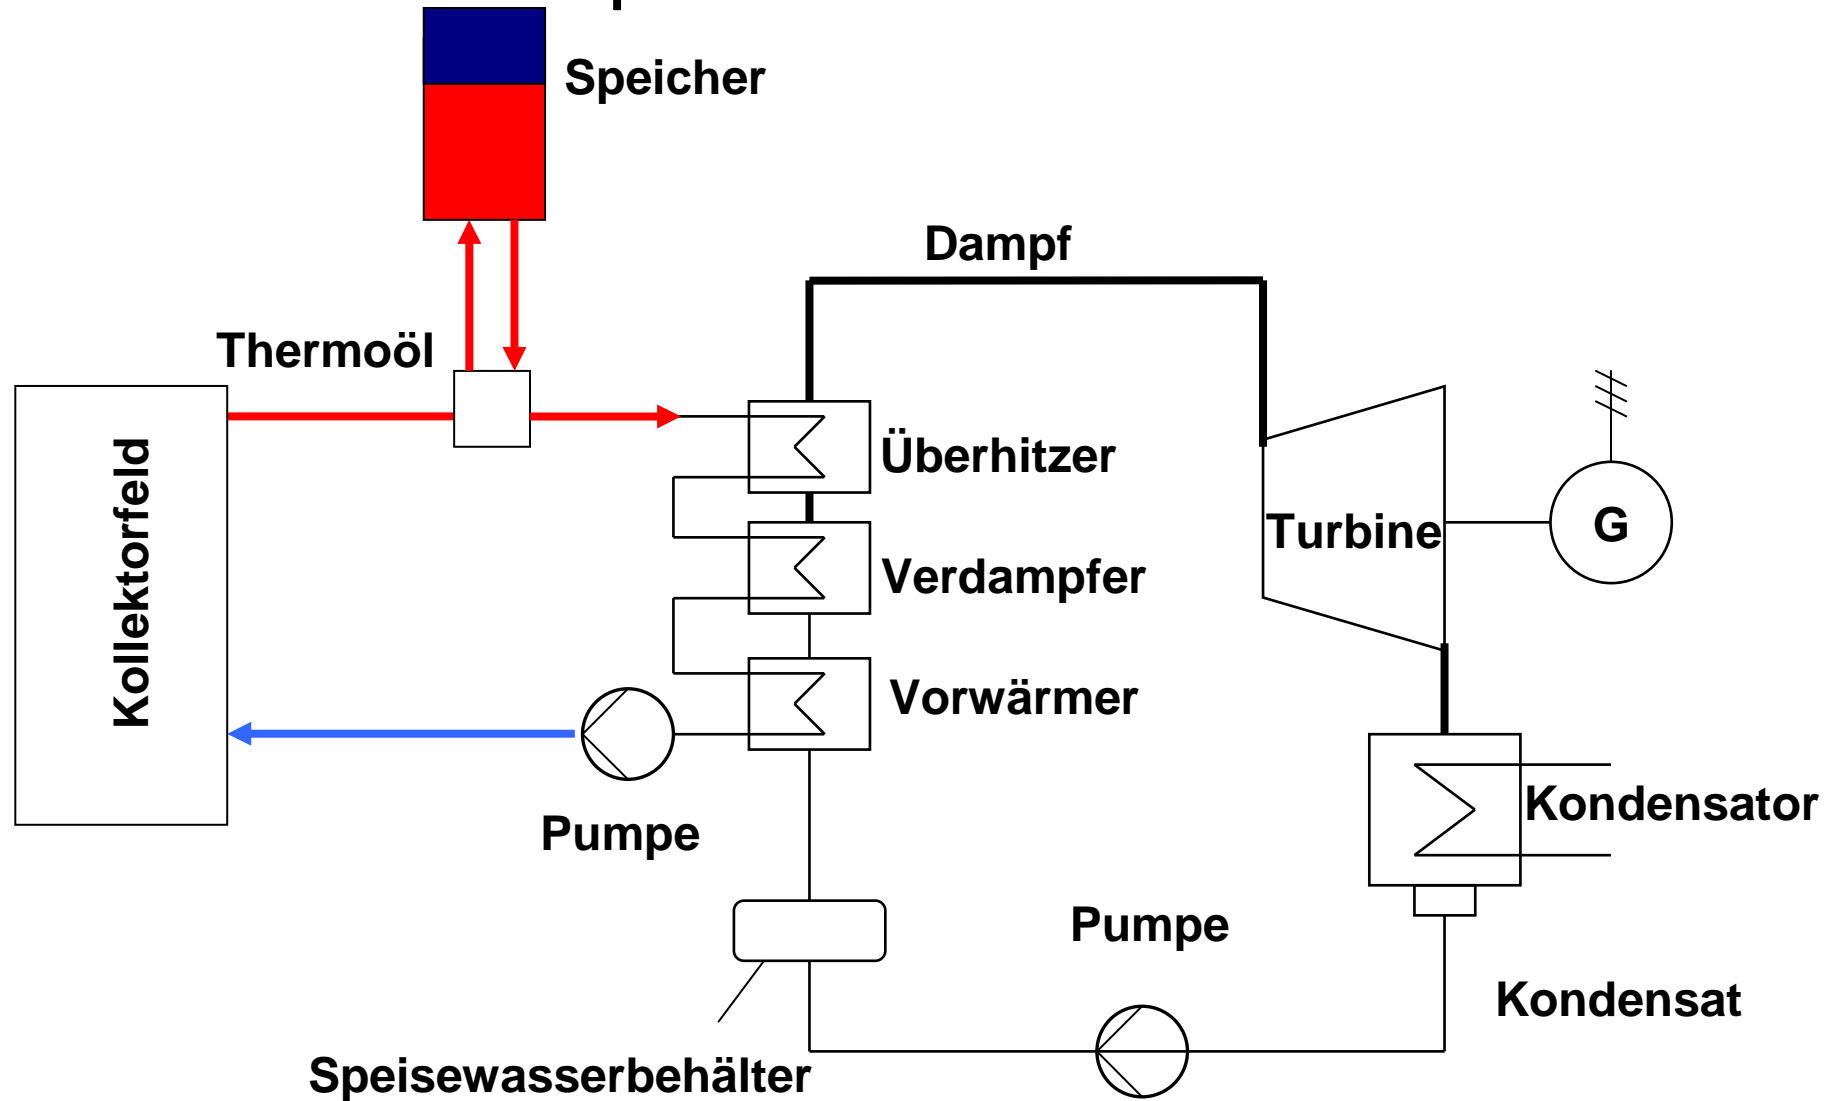 Speicher
Dampf
Thermoöl
Kollektorfeld
Überhitzer
Turbine
G
Verdampfer
Vorwärmer
Kondensator
Pumpe
Pumpe
Kondensat
Speisewasserbehälter